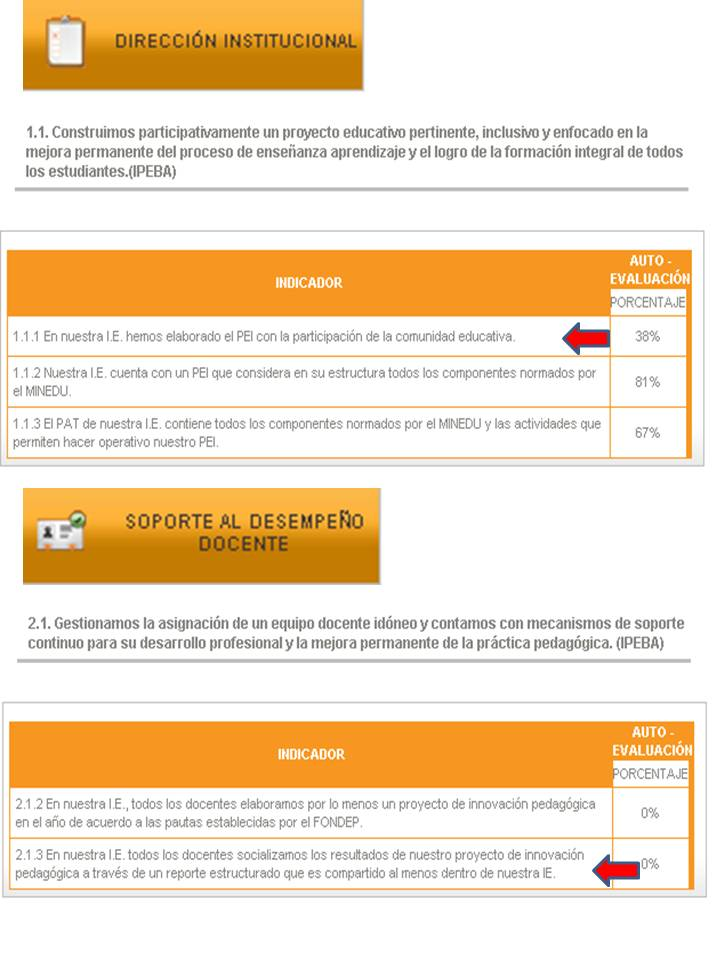 DIRECCIÓN INSTITUCIONAL
1.1. Construimos participativamente un proyecto educativo pertinente, inclusivo y enfocado en la
mejora permanente del proceso de enseñanza aprendizaje y el logro de la formación integral de todos
los estudiantes.(IPEBA)
INDICADOR
AUTO -
EVALUACIÓN
PORCENTAJE
1.1.1 En nuestra I.E. hemos elaborado el PEI con la participación de la comunidad educativa.
38%
1.1.2 Nuestra I.E. cuenta con un PEI que considera en su estructura todos los componentes normados por
el MINEDU.
81%
1.1.3 El PAT de nuestra I.E. contiene todos los componentes normados por el MINEDU y las actividades que
permiten hacer operativo nuestro PEI.
67%
SOPORTE AL DESEMPEÑO
DOCENTE
2.1. Gestionamos la asignación de un equipo docente idóneo y contamos con mecanismos de soporte
continuo para su desarrollo profesional y la mejora permanente de la práctica pedagógica. (IPEBA)
INDICADOR
AUTO -
EVALUACIÓN
PORCENTAJE
2.1.2 En nuestra I.E., todos los docentes elaboramos por lo menos un proyecto de innovación pedagógica
en el año de acuerdo a las pautas establecidas por el FONDEP.
0%
2.1.3 En nuestra I.E. todos los docentes socializamos los resultados de nuestro proyecto de innovación
pedagógica a través de un reporte estructurado que es compartido al menos dentro de nuestra IE.
0%